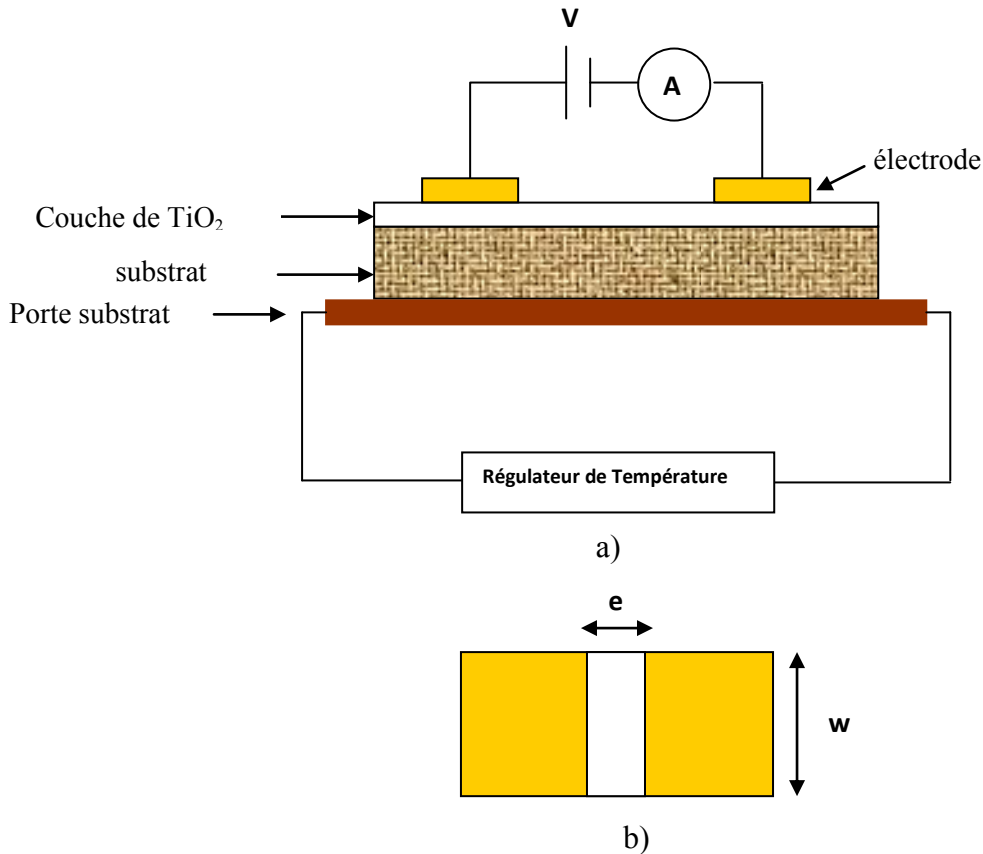 V
A
électrode
Couche de TiO₂
substrat
Porte substrat
Régulateur de Température
a)
e
w
b)